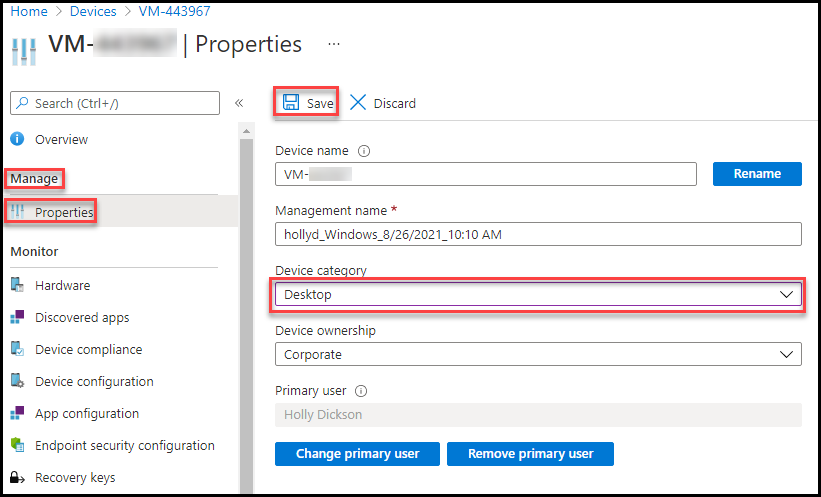 Home > Devices > VM-443967
VM- | Properties ...
Search (Ctrl+/) «
Save Discard
Overview
Manage
Properties
Monitor
Hardware
Discovered apps
Device compliance
Device configuration
App configuration
Endpoint security configuration
Recovery keys
Device name
VM-
Rename
Management name *
hollyd_Windows_8/26/2021_10:10 AM
Device category
Desktop
Device ownership
Corporate
Primary user
Holly Dickson
Change primary user Remove primary user